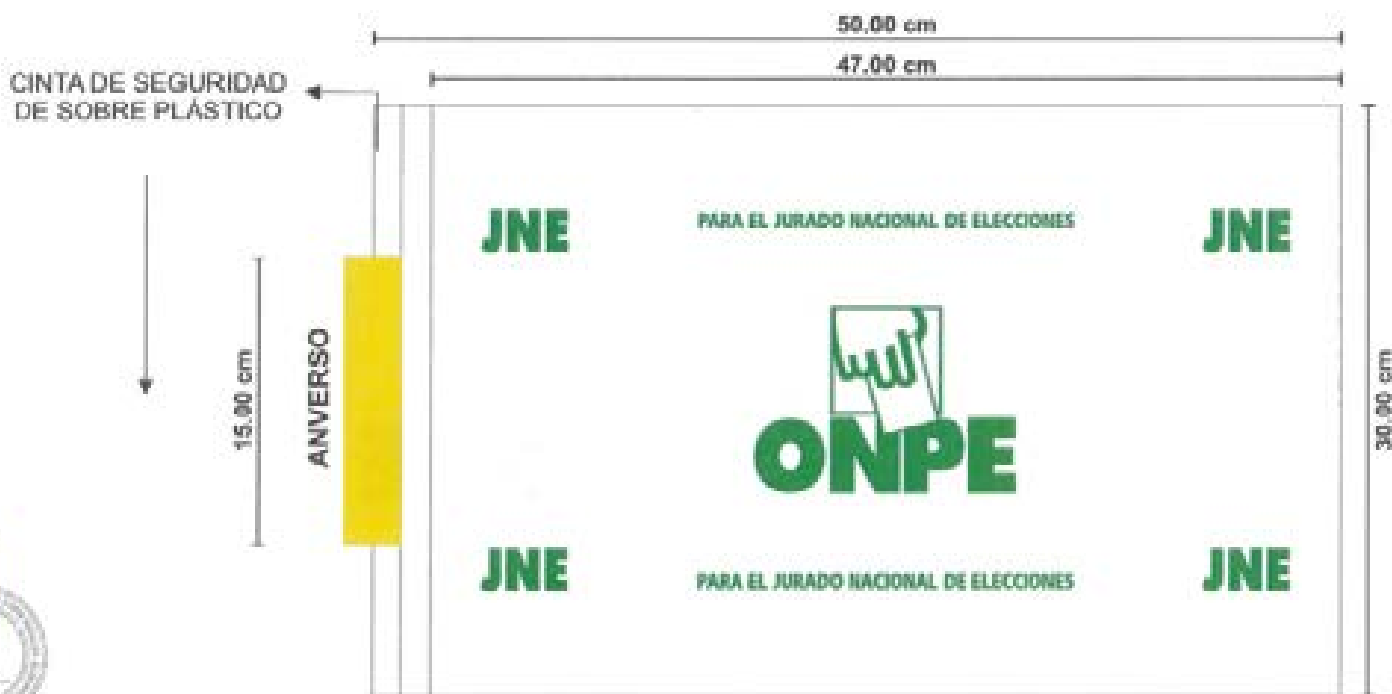 50.00 cm
47.00 cm
CINTA DE SEGURIDAD
DE SOBRE PLÁSTICO
JNE
PARA EL JURADO NACIONAL DE ELECCIONES
JNE
15.00 cm
ANVERSO
ONPE
30.00 cm
JNE
PARA EL JURADO NACIONAL DE ELECCIONES
JNE